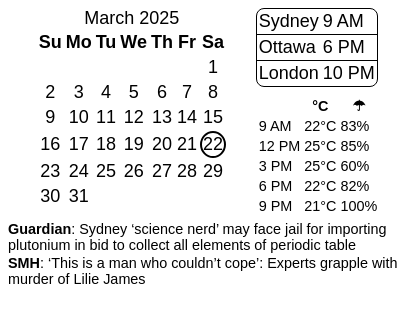 March 2025
Su Mo Tu We Th Fr Sa
1
2 3 4 5 6 7 8
9 10 11 12 13 14 15
16 17 18 19 20 21 22
23 24 25 26 27 28 29
30 31
Sydney 9 AM
Ottawa 6 PM
London 10 PM
°C ☂
9 AM 22°C 83%
12 PM 25°C 85%
3 PM 25°C 60%
6 PM 22°C 82%
9 PM 21°C 100%
Guardian: Sydney ‘science nerd’ may face jail for importing
plutonium in bid to collect all elements of periodic table
SMH: ‘This is a man who couldn’t cope’: Experts grapple with
murder of Lilie James